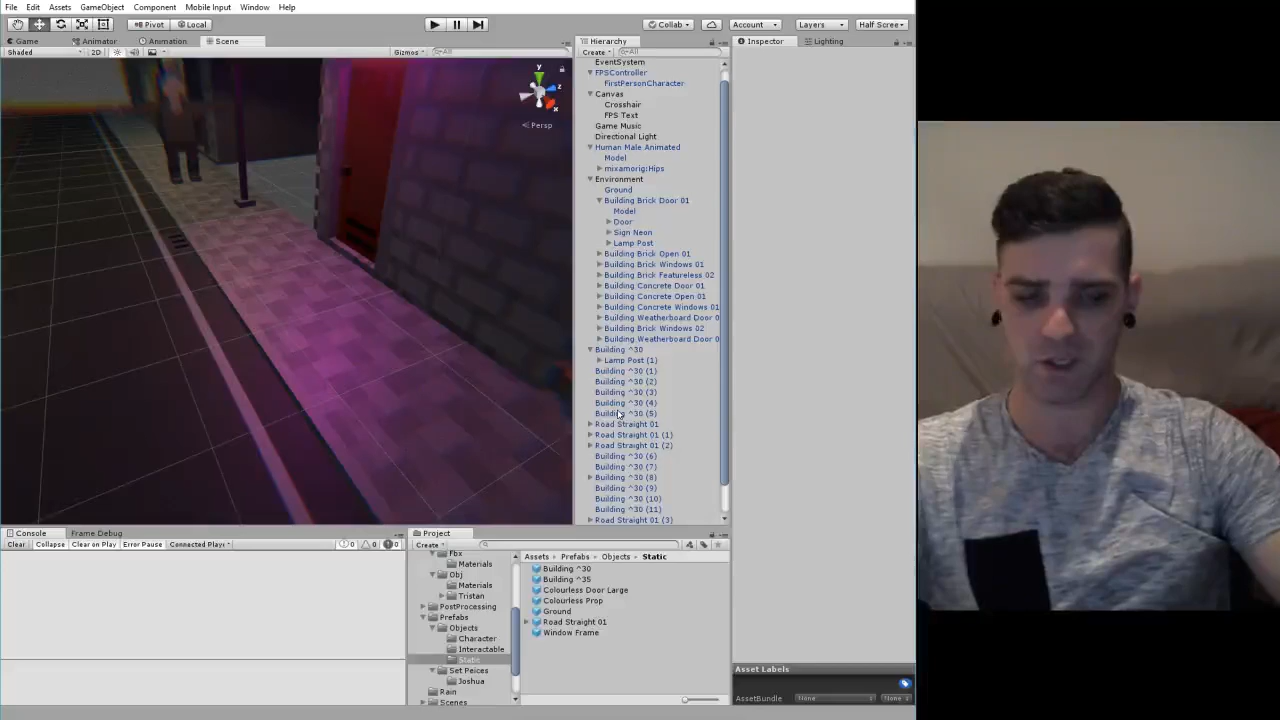 File Edit Assets GameObject Component Mobile Input Window Help
Pivot Local Collab Account Layers Half Scree
Game Animator Animation Scene
Shaded 2D Gizmos All
y
z
x
Persp
Hierarchy
Create All
EventSystem
FPSController
FirstPersonCharacter
Canvas
Crosshair
FPS Text
Game Music
Directional Light
Human Male Animated
Model
mixamorig:Hips
Environment
Ground
Building Brick Door 01
Model
Door
Sign Neon
Lamp Post
Building Brick Open 01
Building Brick Windows 01
Building Brick Featureless 02
Building Concrete Door 01
Building Concrete Open 01
Building Concrete Windows 01
Building Weatherboard Door 0
Building Brick Windows 02
Building Weatherboard Door 0
Building ^30
Lamp Post (1)
Building ^30 (1)
Building ^30 (2)
Building ^30 (3)
Building ^30 (4)
Building ^30 (5)
Road Straight 01
Road Straight 01 (1)
Road Straight 01 (2)
Building ^30 (6)
Building ^30 (7)
Building ^30 (8)
Building ^30 (9)
Building ^30 (10)
Building ^30 (11)
Road Straight 01 (3)
Inspector Lighting
Console Frame Debug
Clear Collapse Clear on Play Error Pause Connected Playe
0 0 0
Project
Create
Fbx
Materials
Obj
Materials
Tristan
PostProcessing
Prefabs
Objects
Character
Interactable
Static
Set Peices
Joshua
Rain
Scenes
Assets Prefabs Objects Static
Building ^30
Building ^35
Colourless Door Large
Colourless Prop
Ground
Road Straight 01
Window Frame
Asset Labels
AssetBundle None None